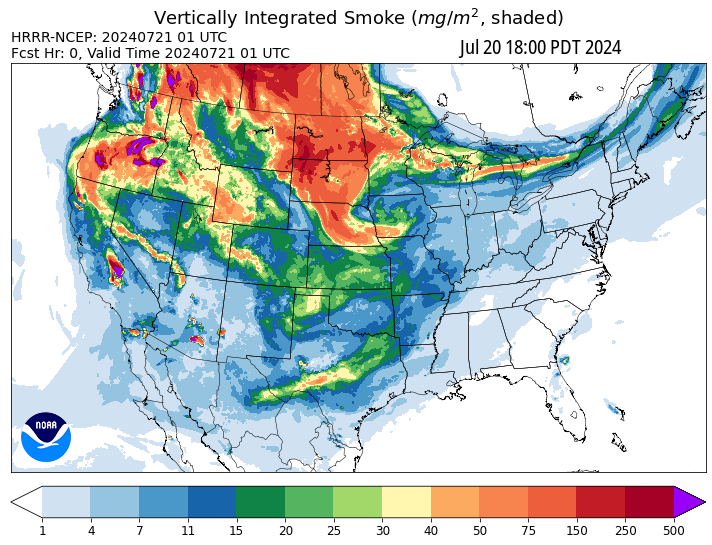 Vertically Integrated Smoke (mg/m², shaded)
HRRR-NCEP: 20240721 01 UTC
Fcst Hr: 0, Valid Time 20240721 01 UTC
Jul 20 18:00 PDT 2024
NOAA
1 4 7 11 15 20 25 30 40 50 75 150 250 500